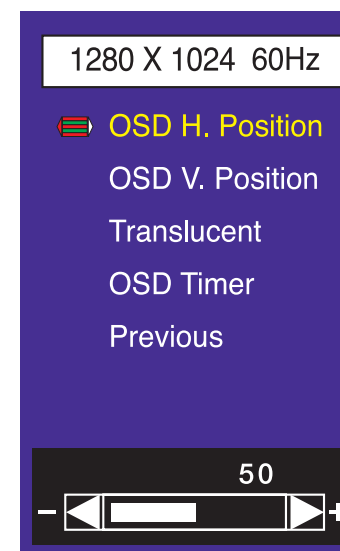 1280 X 1024 60Hz
OSD H. Position
OSD V. Position
Translucent
OSD Timer
Previous
50
- +